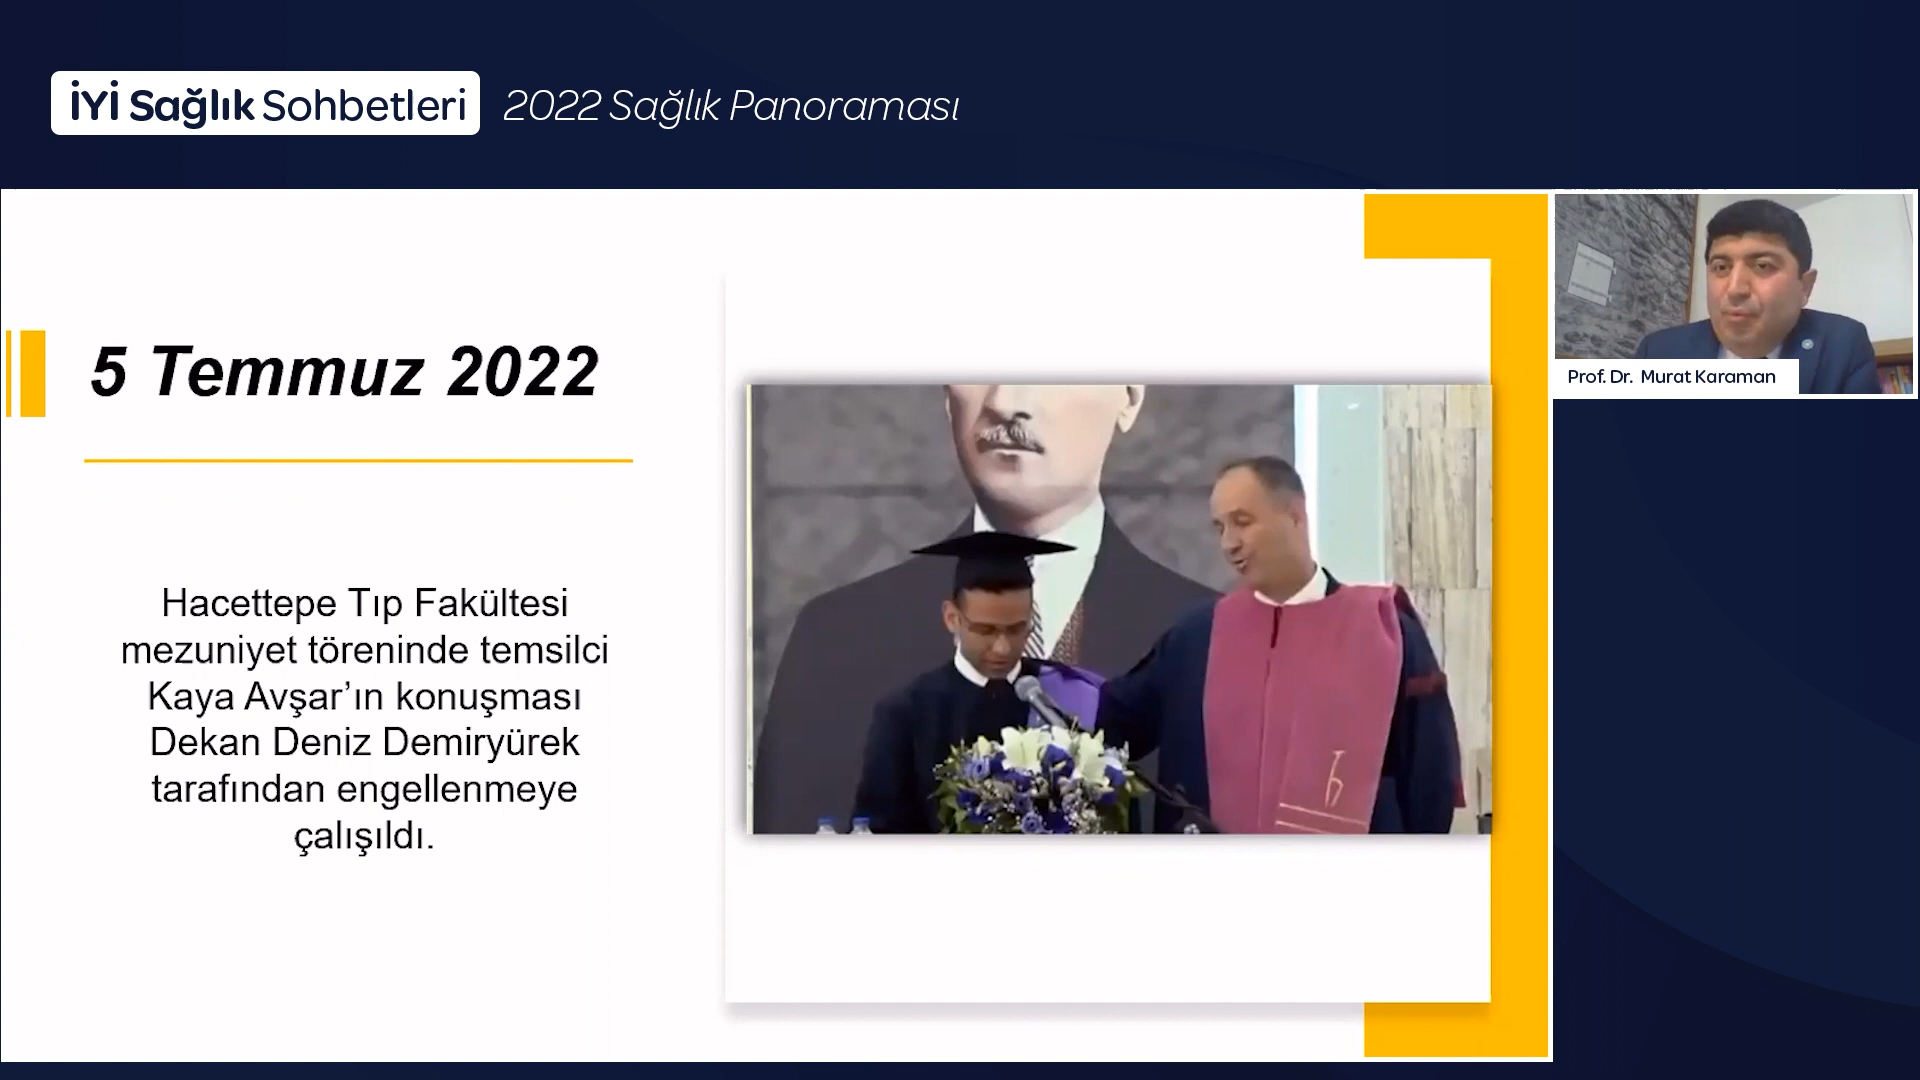 İYİ Sağlık Sohbetleri 2022 Sağlık Panoraması
5 Temmuz 2022
Hacettepe Tıp Fakültesi
mezuniyet töreninde temsilci
Kaya Avşar’ın konuşması
Dekan Deniz Demiryürek
tarafından engellenmeye
çalışıldı.
Prof. Dr. Murat Karaman